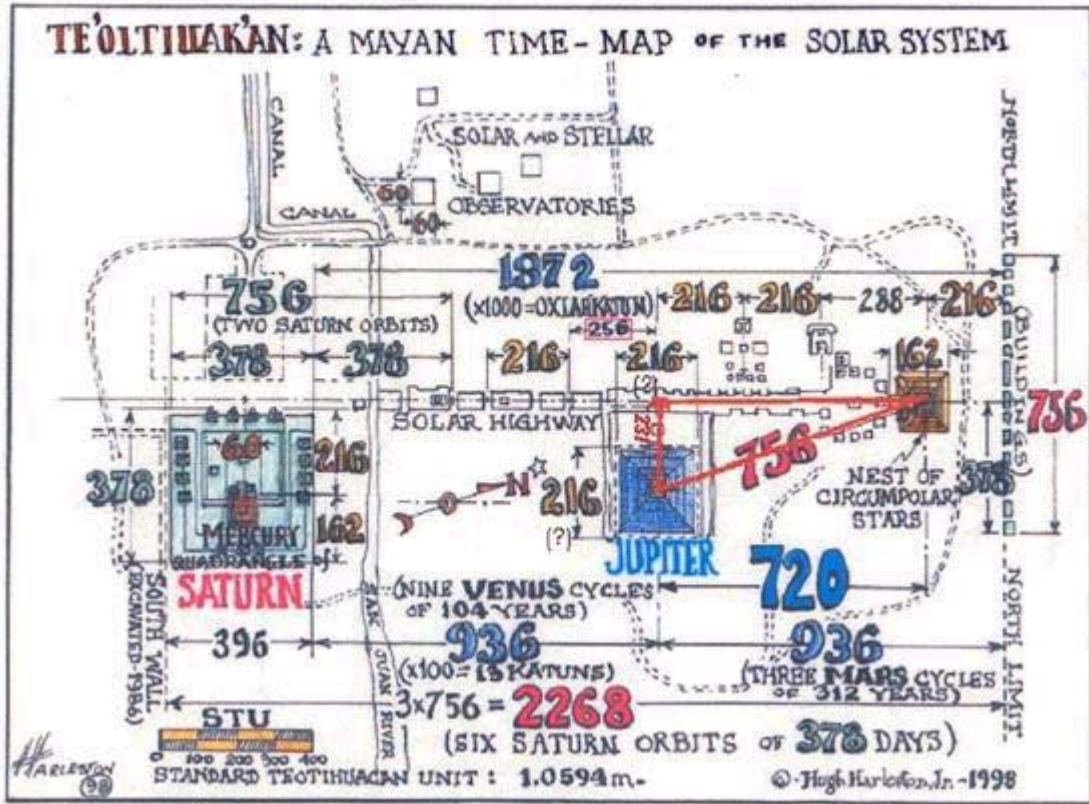 TE'OLTIUAK'AN: A MAYAN TIME-MAP OF THE SOLAR SYSTEM
CANAL
SOLAR AND STELLAR
60
60
OBSERVATORIES
CANAL
NORTH LIMIT
(BUILDINGS)
1872
756
(x1000 = OXLAHKATUN)
216
216
288
216
(TWO SATURN ORBITS)
256
378
378
216
216
162
(?)
SOLAR HIGHWAY
132
756
756
378
60
216
N
216
(?)
NEST OF
CIRCUMPOLAR
STARS
378
162
MERCURY
QUADRANGLE of
SATURN
JUPITER
720
(NINE VENUS CYCLES
OF 104 YEARS)
SOUTH WALL
(EXCAVATED-1986)
396
936
936
(x100 = 13 KATUNS)
(THREE MARS CYCLES
OF 312 YEARS)
SAN JUAN RIVER
NORTH LIMIT
3x756 = 2268
(SIX SATURN ORBITS OF 378 DAYS)
STU
0 100 200 300 400
STANDARD TEOTIHUACAN UNIT: 1.0594m-
HARLESTON
98
©-Hugh Harleston, Jr.-1998